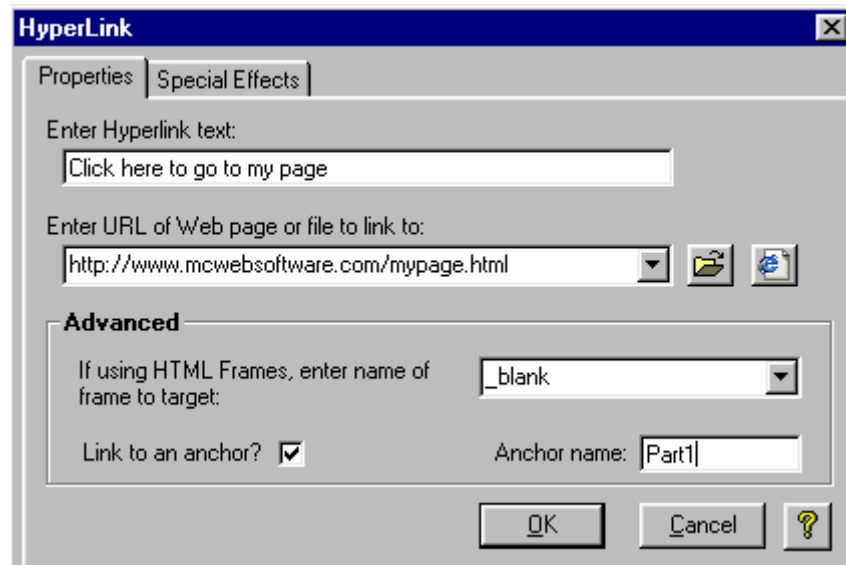 HyperLink
Properties
Special Effects
Enter Hyperlink text:
Click here to go to my page
Enter URL of Web page or file to link to:
http://www.mcwebsoftware.com/mypage.html
Advanced
If using HTML Frames, enter name of
frame to target:
_blank
Link to an anchor?
Anchor name:
Part1
OK
Cancel
?